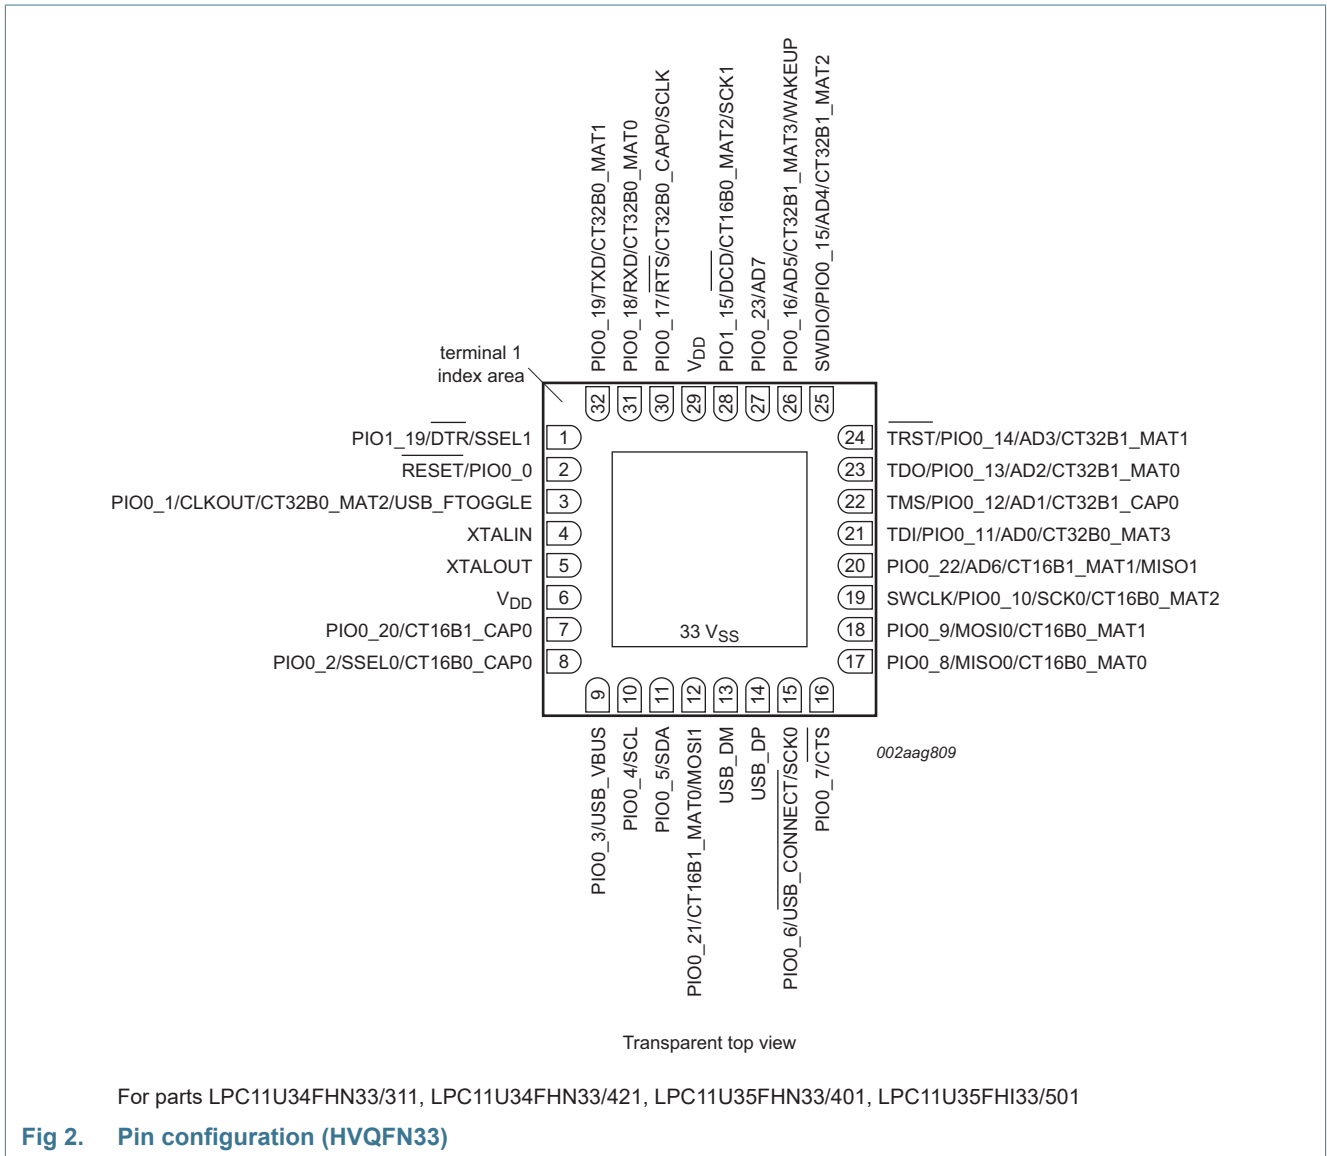 PIO0_19/TXD/CT32B0_MAT1
PIO0_18/RXD/CT32B0_MAT0
PIO0_17/RTS/CT32B0_CAP0/SCLK
VDD
PIO1_15/DCD/CT16B0_MAT2/SCK1
PIO0_23/AD7
PIO0_16/AD5/CT32B1_MAT3/WAKEUP
SWDIO/PIO0_15/AD4/CT32B1_MAT2
terminal 1
index area
32 31 30 29 28 27 26 25
PIO1_19/DTR/SSEL1 1
RESET/PIO0_0 2
PIO0_1/CLKOUT/CT32B0_MAT2/USB_FTOGGLE 3
XTALIN 4
XTALOUT 5
VDD 6
PIO0_20/CT16B1_CAP0 7
PIO0_2/SSEL0/CT16B0_CAP0 8
24 TRST/PIO0_14/AD3/CT32B1_MAT1
23 TDO/PIO0_13/AD2/CT32B1_MAT0
22 TMS/PIO0_12/AD1/CT32B1_CAP0
21 TDI/PIO0_11/AD0/CT32B0_MAT3
20 PIO0_22/AD6/CT16B1_MAT1/MISO1
19 SWCLK/PIO0_10/SCK0/CT16B0_MAT2
18 PIO0_9/MOSI0/CT16B0_MAT1
17 PIO0_8/MISO0/CT16B0_MAT0
33 VSS
9 10 11 12 13 14 15 16
PIO0_3/USB_VBUS
PIO0_4/SCL
PIO0_5/SDA
PIO0_21/CT16B1_MAT0/MOSI1
USB_DM
USB_DP
PIO0_6/USB_CONNECT/SCK0
PIO0_7/CTS
002aag809
Transparent top view
For parts LPC11U34FHN33/311, LPC11U34FHN33/421, LPC11U35FHN33/401, LPC11U35FHI33/501
Fig 2. Pin configuration (HVQFN33)